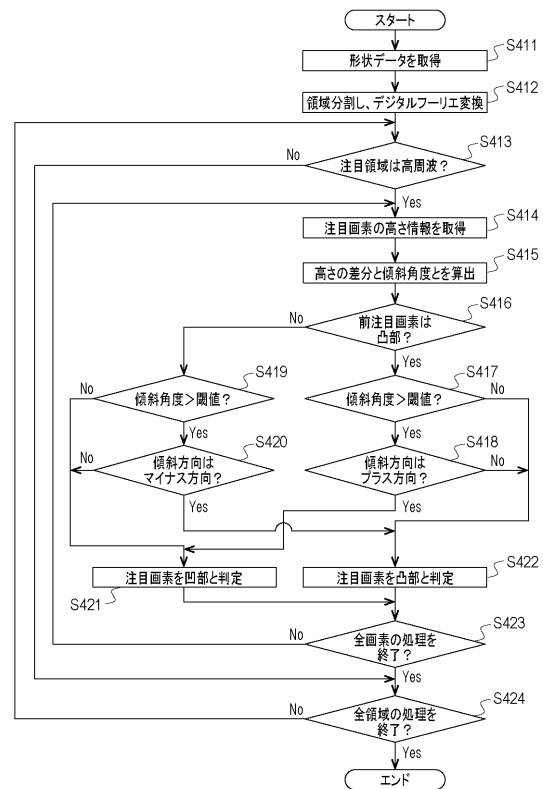 スタート
S411
形状データを取得
S412
領域分割し、デジタルフーリエ変換
S413
No
注目領域は高周波?
Yes
S414
注目画素の高さ情報を取得
S415
高さの差分と傾斜角度とを算出
S416
No
前注目画素は
凸部?
Yes
S419
S417
No
傾斜角度>閾値?
傾斜角度>閾値?
No
Yes
Yes
S420
S418
No
傾斜方向は
マイナス方向?
傾斜方向は
プラス方向?
No
Yes
Yes
注目画素を凹部と判定
S421
注目画素を凸部と判定
S422
S423
全画素の処理を
終了?
No
Yes
S424
No
全領域の処理を
終了?
Yes
エンド